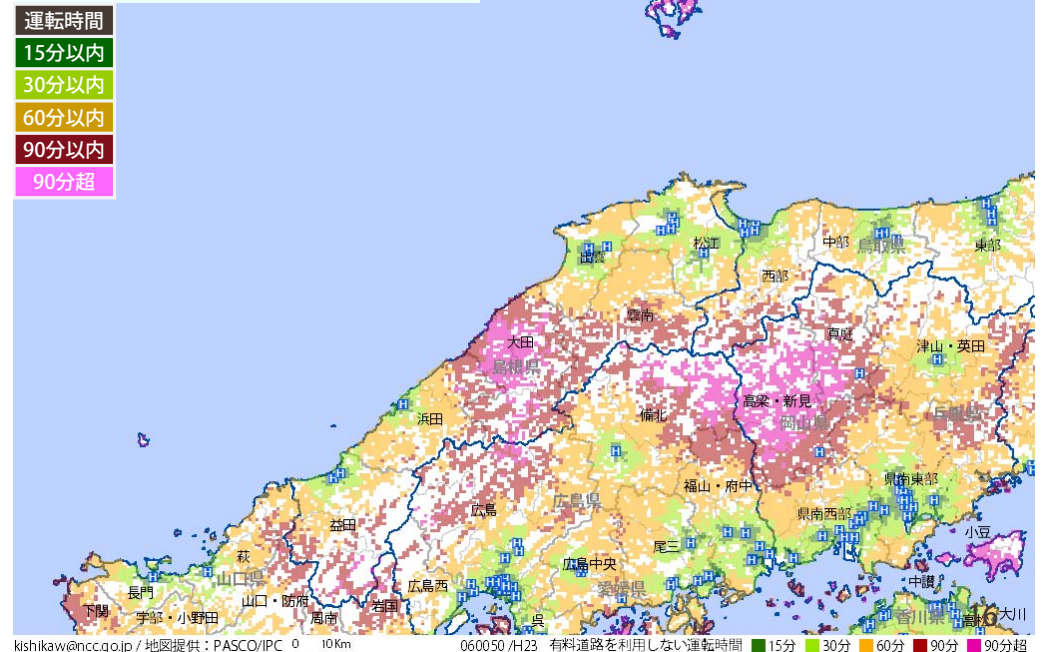 運転時間
15分以内
30分以内
60分以内
90分以内
90分超
出雲
松江
西部
中部
鳥取県
東部
雲南
大田
島根県
真庭
津山・英田
浜田
備北
高梁・新見
岡山県
兵庫県
福山・府中
県南東部
県南西部
益田
広島
広島県
小豆
萩
山口県
長門
広島西
広島中央
尾三
愛媛県
中讃
下関
宇部・小野田
山口・防府
周南
岩国
呉
香川県
高松
16
大川
H
kishikaw@ncc.go.jp / 地図提供：PASCO/IPC 0 10Km 060050 /H23 有料道路を利用しない運転時間 15分 30分 60分 90分 90分超